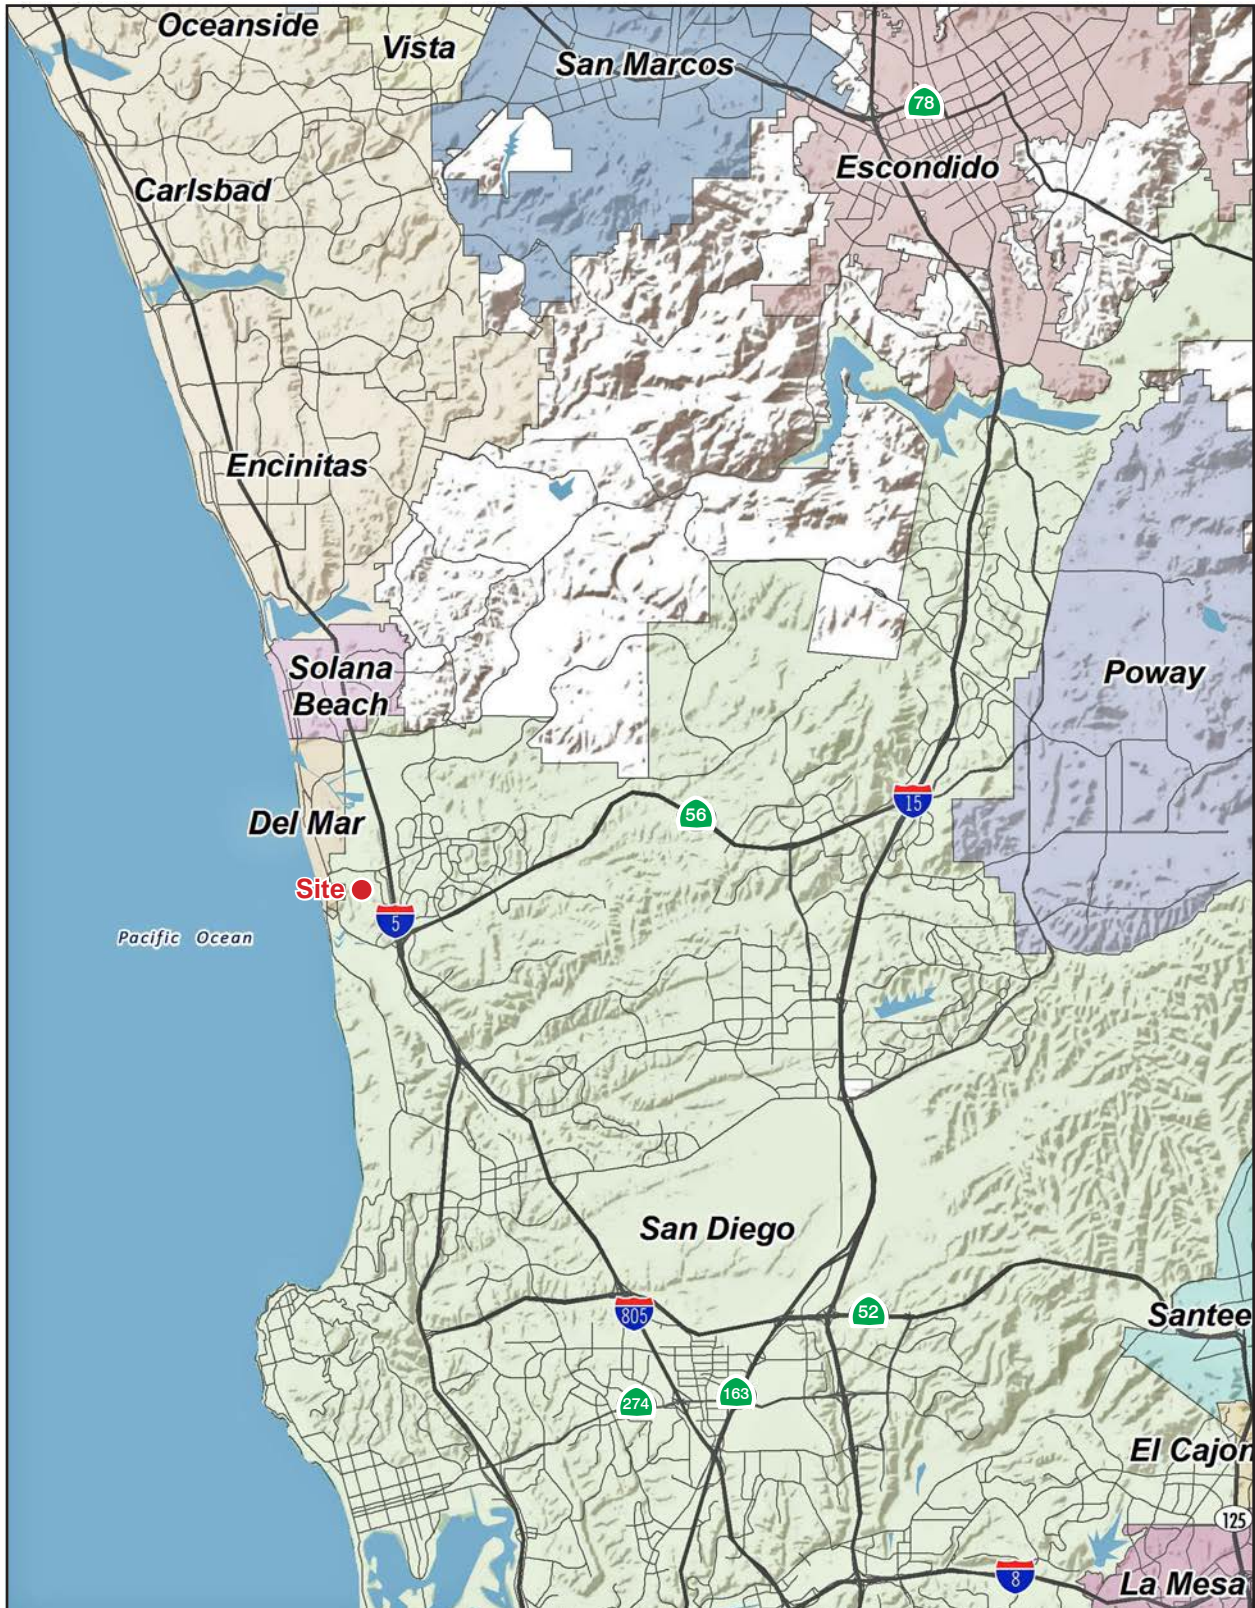 Oceanside
Vista
San Marcos
78
Escondido
Carlsbad
Encinitas
Solana
Beach
Poway
15
56
Del Mar
Site
5
Pacific Ocean
San Diego
805
52
Santee
163
274
El Cajon
125
8
La Mesa